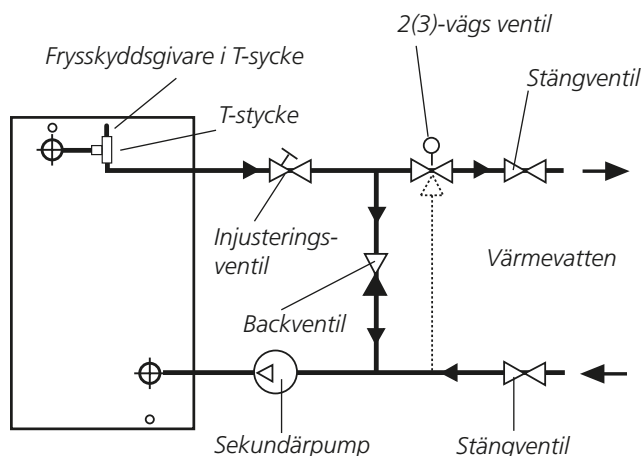 2(3)-vägs ventil
Frysskyddsgivare i T-sycke
Stängventil
T-stycke
Injusterings-
ventil
Värmevatten
Backventil
Sekundärpump
Stängventil